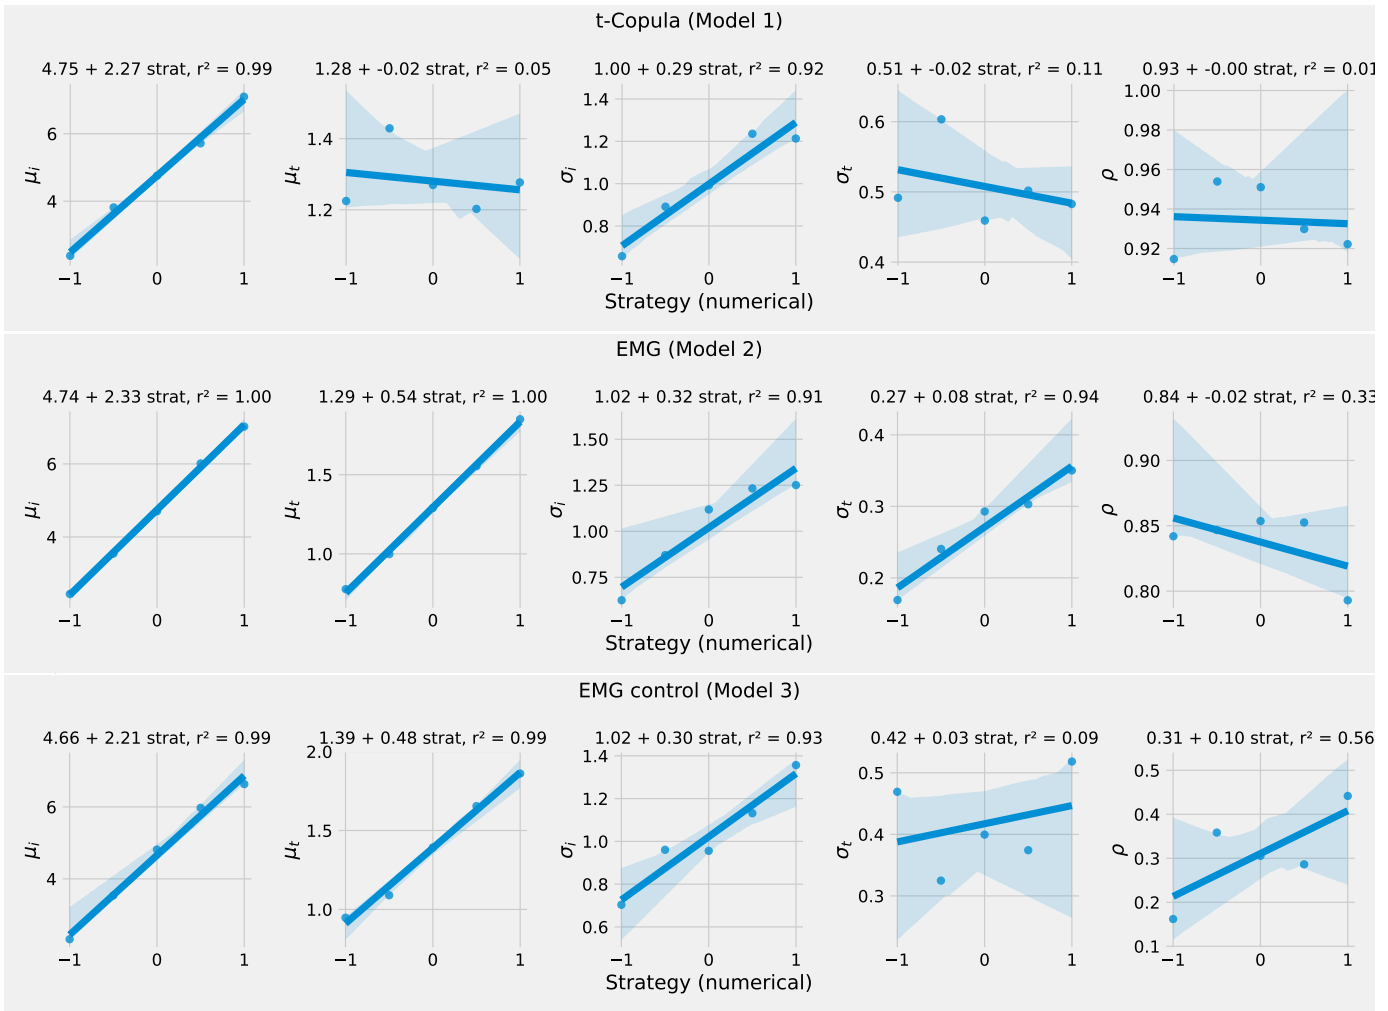 t-Copula (Model 1)
4.75 + 2.27 strat, r² = 0.99
1.28 + -0.02 strat, r² = 0.05
1.00 + 0.29 strat, r² = 0.92
0.51 + -0.02 strat, r² = 0.11
0.93 + -0.00 strat, r² = 0.01
μi
6
4
−1 0 1
μt
1.4
1.2
−1 0 1
σi
1.4
1.2
1.0
0.8
−1 0 1
σt
0.6
0.5
0.4
−1 0 1
ρ
1.00
0.98
0.96
0.94
0.92
−1 0 1
Strategy (numerical)
EMG (Model 2)
4.74 + 2.33 strat, r² = 1.00
1.29 + 0.54 strat, r² = 1.00
1.02 + 0.32 strat, r² = 0.91
0.27 + 0.08 strat, r² = 0.94
0.84 + -0.02 strat, r² = 0.33
μi
6
4
−1 0 1
μt
1.5
1.0
−1 0 1
σi
1.50
1.25
1.00
0.75
−1 0 1
σt
0.4
0.3
0.2
−1 0 1
ρ
0.90
0.85
0.80
−1 0 1
Strategy (numerical)
EMG control (Model 3)
4.66 + 2.21 strat, r² = 0.99
1.39 + 0.48 strat, r² = 0.99
1.02 + 0.30 strat, r² = 0.93
0.42 + 0.03 strat, r² = 0.09
0.31 + 0.10 strat, r² = 0.56
μi
6
4
−1 0 1
μt
2.0
1.5
1.0
−1 0 1
σi
1.4
1.2
1.0
0.8
0.6
−1 0 1
σt
0.5
0.4
0.3
−1 0 1
ρ
0.5
0.4
0.3
0.2
0.1
−1 0 1
Strategy (numerical)